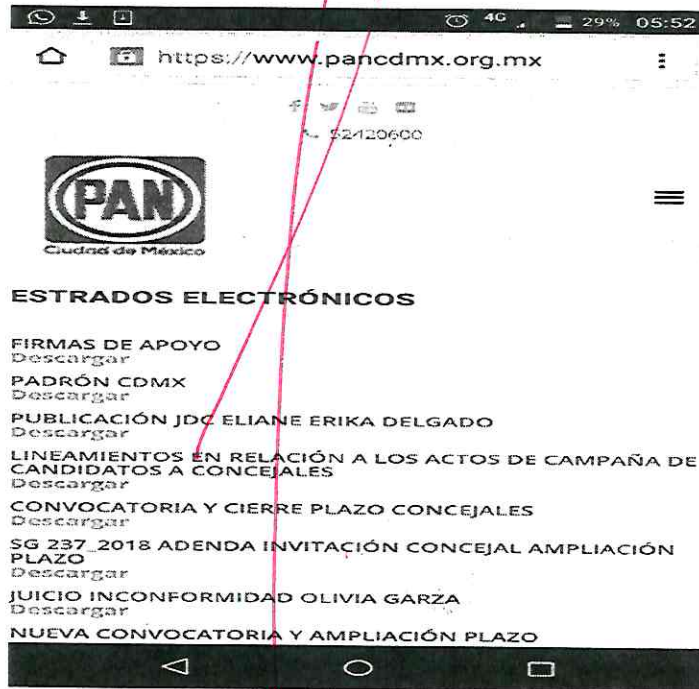 4G 29% 05:52
https://www.pancdmx.org.mx
52420600
PAN
Ciudad de México
ESTRADOS ELECTRÓNICOS
FIRMAS DE APOYO
Descargar
PADRÓN CDMX
Descargar
PUBLICACIÓN JDC ELIANE ERIKA DELGADO
Descargar
LINEAMIENTOS EN RELACIÓN A LOS ACTOS DE CAMPAÑA DE
CANDIDATOS A CONCEJALES
Descargar
CONVOCATORIA Y CIERRE PLAZO CONCEJALES
Descargar
SG 237_2018 ADENDA INVITACIÓN CONCEJAL AMPLIACIÓN
PLAZO
Descargar
JUICIO INCONFORMIDAD OLIVIA GARZA
Descargar
NUEVA CONVOCATORIA Y AMPLIACIÓN PLAZO